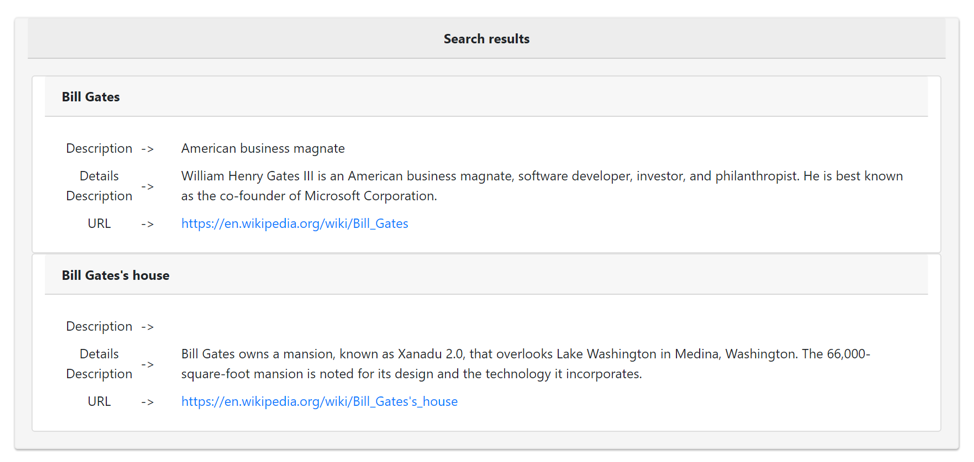 Search results
Bill Gates
Description -> American business magnate
Details Description -> William Henry Gates III is an American business magnate, software developer, investor, and philanthropist. He is best known
as the co-founder of Microsoft Corporation.
URL -> https://en.wikipedia.org/wiki/Bill_Gates
Bill Gates's house
Description ->
Details Description -> Bill Gates owns a mansion, known as Xanadu 2.0, that overlooks Lake Washington in Medina, Washington. The 66,000-
square-foot mansion is noted for its design and the technology it incorporates.
URL -> https://en.wikipedia.org/wiki/Bill_Gates's_house